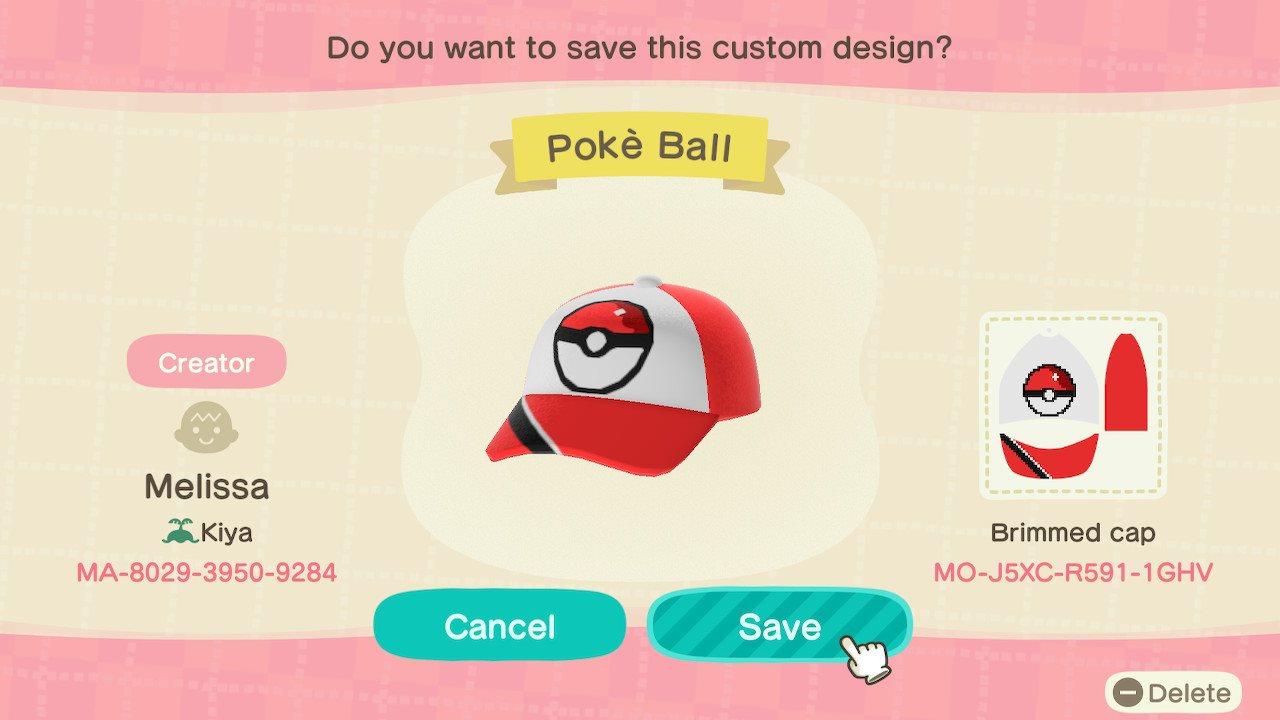 Do you want to save this custom design?
Pokè Ball
Creator
Melissa
Kiya
MA-8029-3950-9284
Brimmed cap
MO-J5XC-R591-1GHV
Cancel
Save
Delete